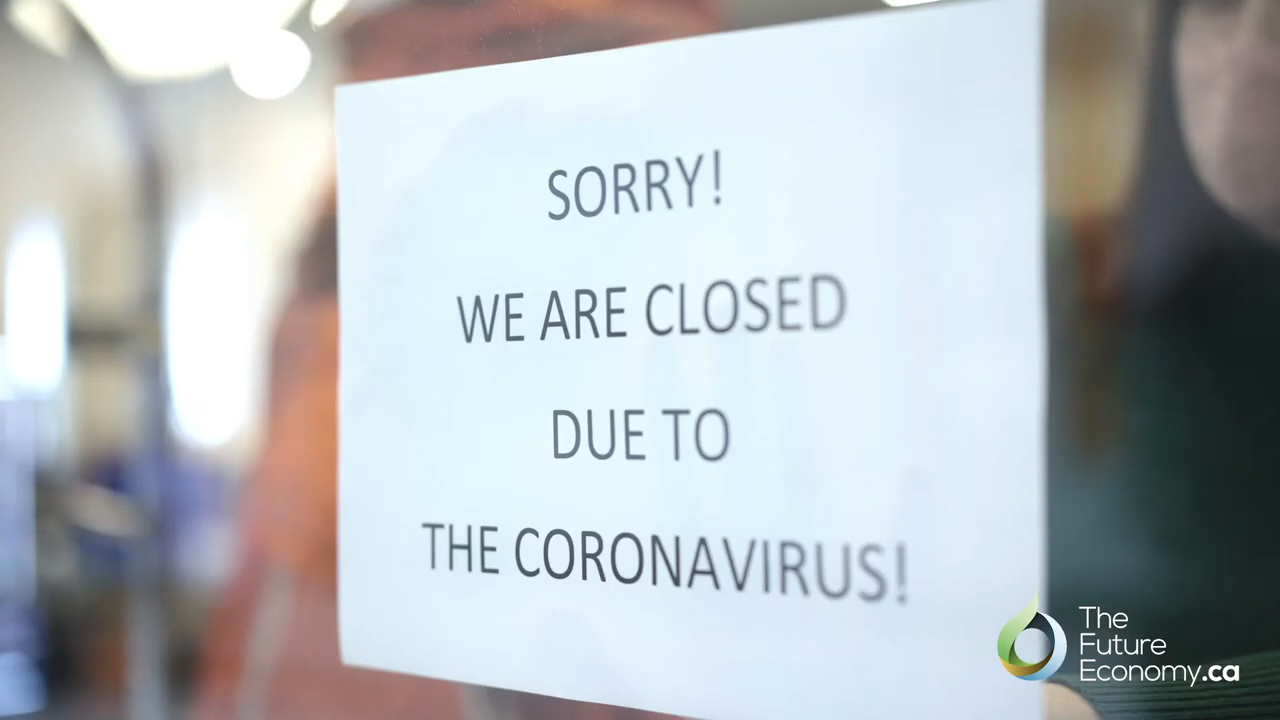 SORRY!
WE ARE CLOSED
DUE TO
THE CORONAVIRUS!
The
Future
Economy.ca